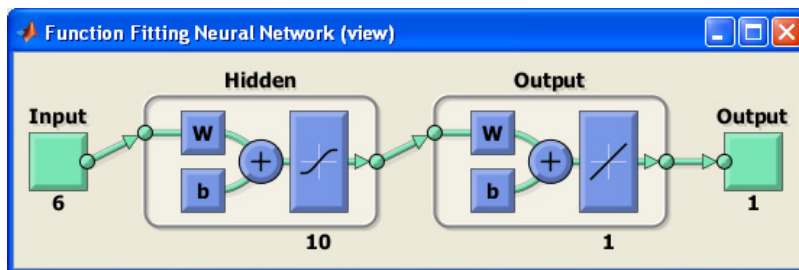 Function Fitting Neural Network (view)
Hidden
Output
Input
Output
W
b
+
W
b
+
6
10
1
1